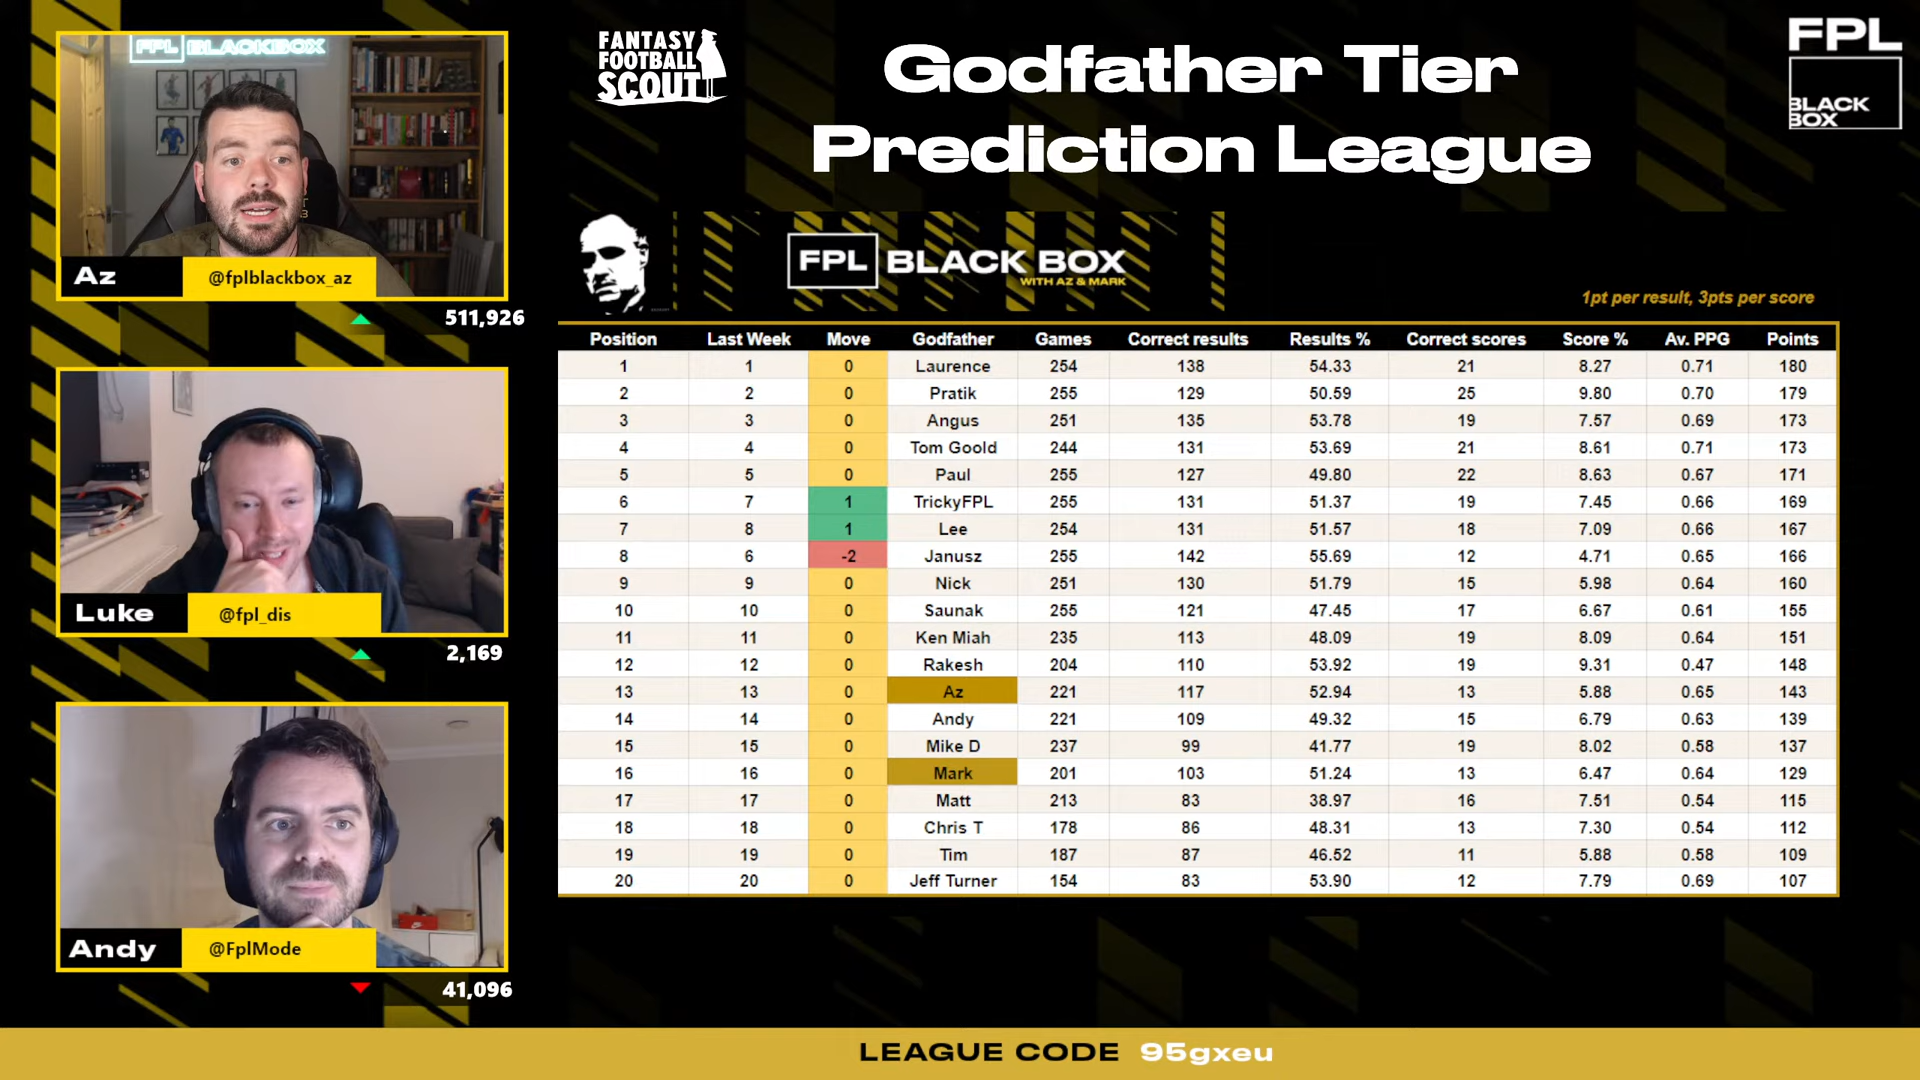 FPL BLACKBOX
Az
@fplblackbox_az
511,926
Luke
@fpl_dis
2,169
Andy
@FplMode
41,096
FANTASY
FOOTBALL
SCOUT
Godfather Tier
Prediction League
FPL
BLACK
BOX
FPL BLACK BOX
WITH AZ & MARK
1pt per result, 3pts per score
Position Last Week Move Godfather Games Correct results Results % Correct scores Score % Av. PPG Points
1 1 0 Laurence 254 138 54.33 21 8.27 0.71 180
2 2 0 Pratik 255 129 50.59 25 9.80 0.70 179
3 3 0 Angus 251 135 53.78 19 7.57 0.69 173
4 4 0 Tom Goold 244 131 53.69 21 8.61 0.71 173
5 5 0 Paul 255 127 49.80 22 8.63 0.67 171
6 7 1 TrickyFPL 255 131 51.37 19 7.45 0.66 169
7 8 1 Lee 254 131 51.57 18 7.09 0.66 167
8 6 -2 Janusz 255 142 55.69 12 4.71 0.65 166
9 9 0 Nick 251 130 51.79 15 5.98 0.64 160
10 10 0 Saunak 255 121 47.45 17 6.67 0.61 155
11 11 0 Ken Miah 235 113 48.09 19 8.09 0.64 151
12 12 0 Rakesh 204 110 53.92 19 9.31 0.47 148
13 13 0 Az 221 117 52.94 13 5.88 0.65 143
14 14 0 Andy 221 109 49.32 15 6.79 0.63 139
15 15 0 Mike D 237 99 41.77 19 8.02 0.58 137
16 16 0 Mark 201 103 51.24 13 6.47 0.64 129
17 17 0 Matt 213 83 38.97 16 7.51 0.54 115
18 18 0 Chris T 178 86 48.31 13 7.30 0.54 112
19 19 0 Tim 187 87 46.52 11 5.88 0.58 109
20 20 0 Jeff Turner 154 83 53.90 12 7.79 0.69 107
LEAGUE CODE 95gxeu